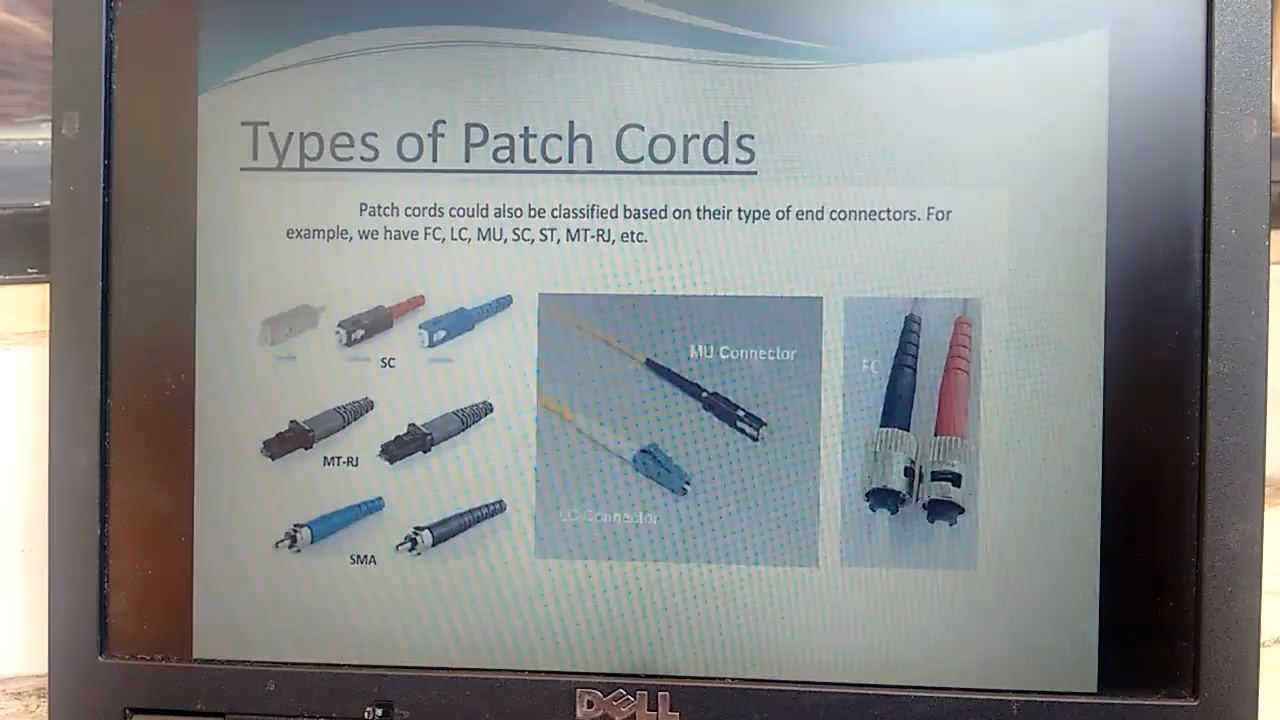 Types of Patch Cords
Patch cords could also be classified based on their type of end connectors. For
example, we have FC, LC, MU, SC, ST, MT-RJ, etc.
SC
MT-RJ
SMA
MU Connector
LC Connector
FC
DELL